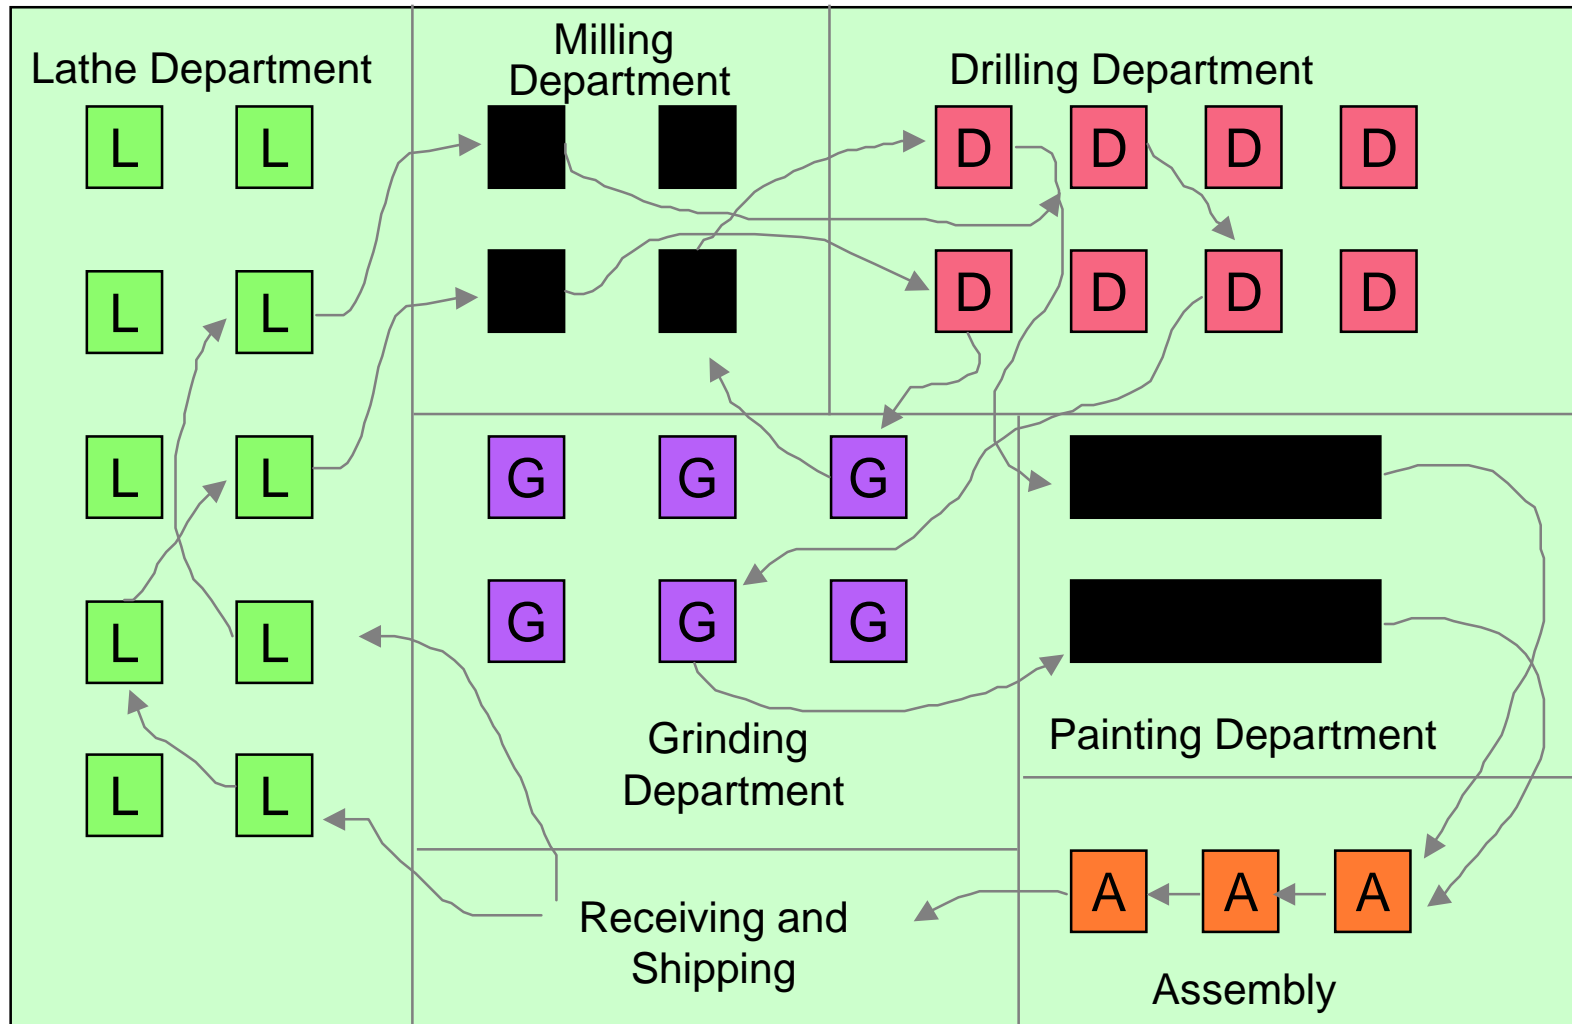 Lathe Department
Milling
Department
Drilling Department
L L
D D D D
L L
D D D D
L L
G G G
L L
G G G
Grinding
Department
Painting Department
L L
A A A
Receiving and
Shipping
Assembly